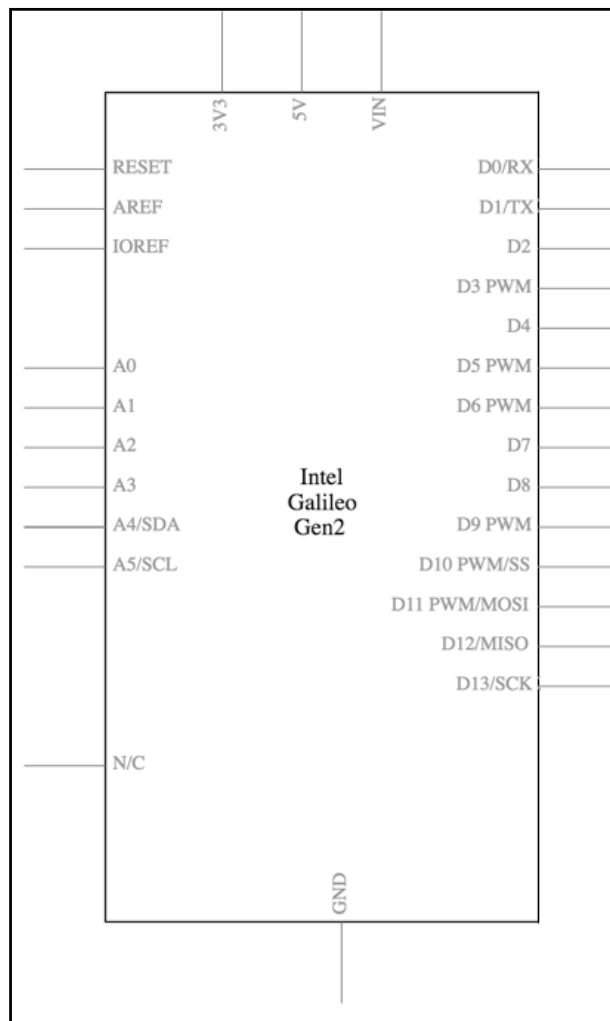 3V3
5V
VIN
RESET
AREF
IOREF
A0
A1
A2
A3
A4/SDA
A5/SCL
N/C
Intel
Galileo
Gen2
D0/RX
D1/TX
D2
D3 PWM
D4
D5 PWM
D6 PWM
D7
D8
D9 PWM
D10 PWM/SS
D11 PWM/MOSI
D12/MISO
D13/SCK
GND